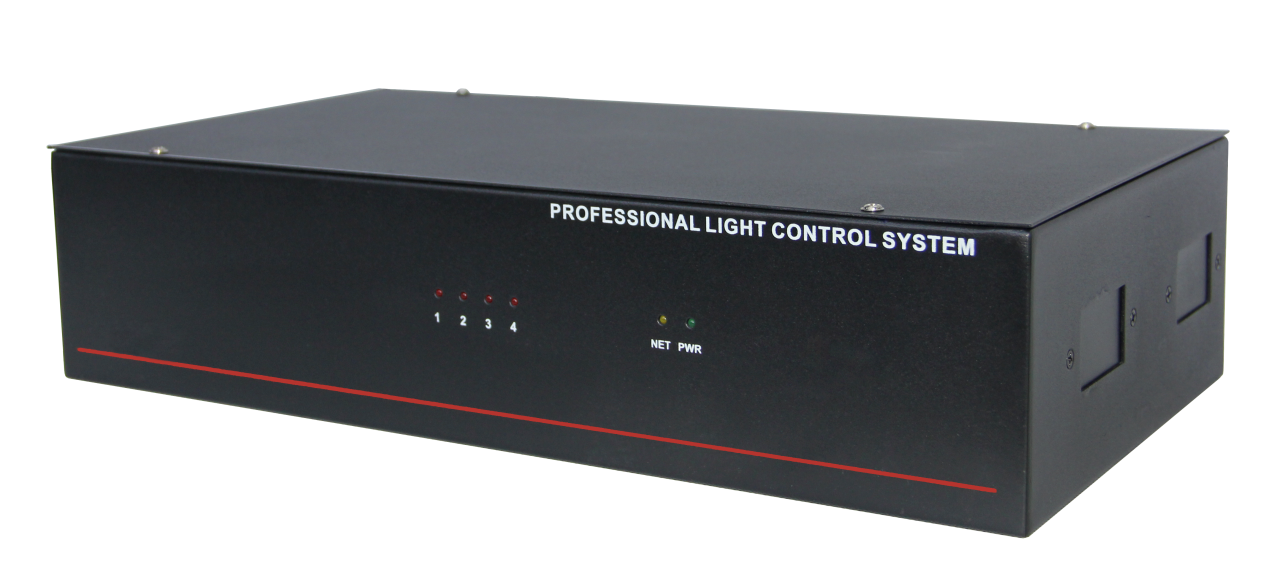 PROFESSIONAL LIGHT CONTROL SYSTEM
1 2 3 4
NET PWR